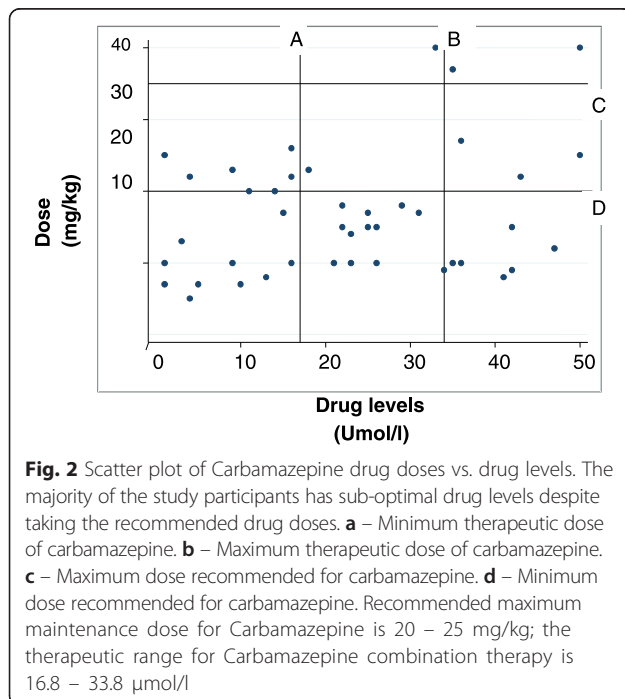 A
B
40
30
C
20
10
D
Dose
(mg/kg)
0
10
20
30
40
50
Drug levels
(Umol/l)
Fig. 2 Scatter plot of Carbamazepine drug doses vs. drug levels. The
majority of the study participants has sub-optimal drug levels despite
taking the recommended drug doses. a – Minimum therapeutic dose
of carbamazepine. b – Maximum therapeutic dose of carbamazepine.
c – Maximum dose recommended for carbamazepine. d – Minimum
dose recommended for carbamazepine. Recommended maximum
maintenance dose for Carbamazepine is 20 – 25 mg/kg; the
therapeutic range for Carbamazepine combination therapy is
16.8 – 33.8 μmol/l